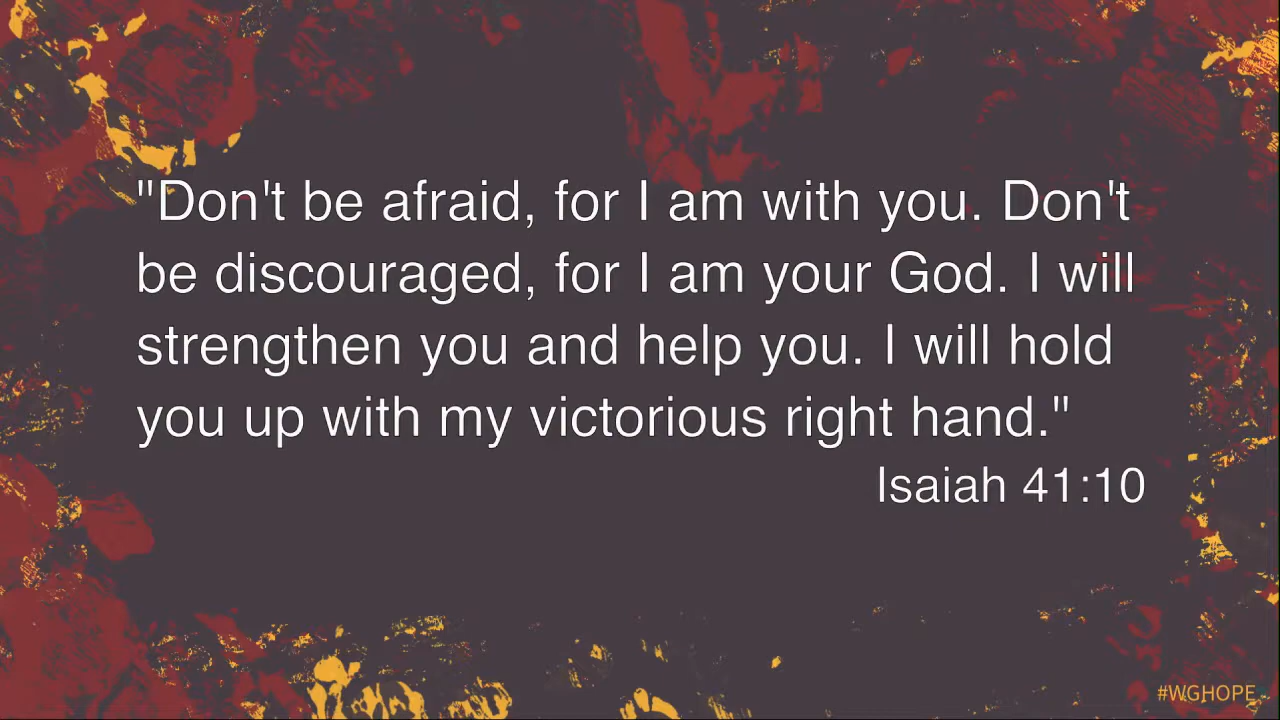 "Don't be afraid, for I am with you. Don't
be discouraged, for I am your God. I will
strengthen you and help you. I will hold
you up with my victorious right hand."
Isaiah 41:10
#WGHOPE